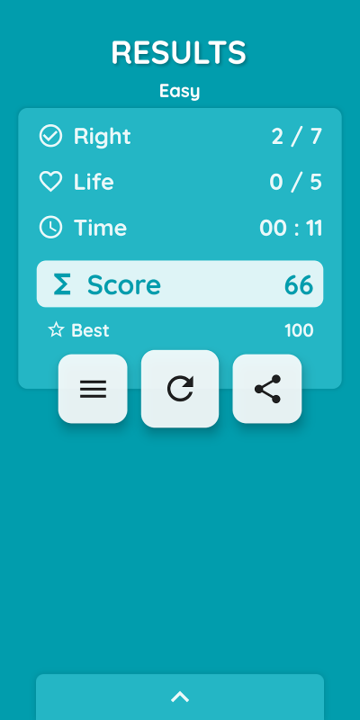 RESULTS
Easy
Right 2 / 7
Life 0 / 5
Time 00 : 11
Σ Score 66
Best 100